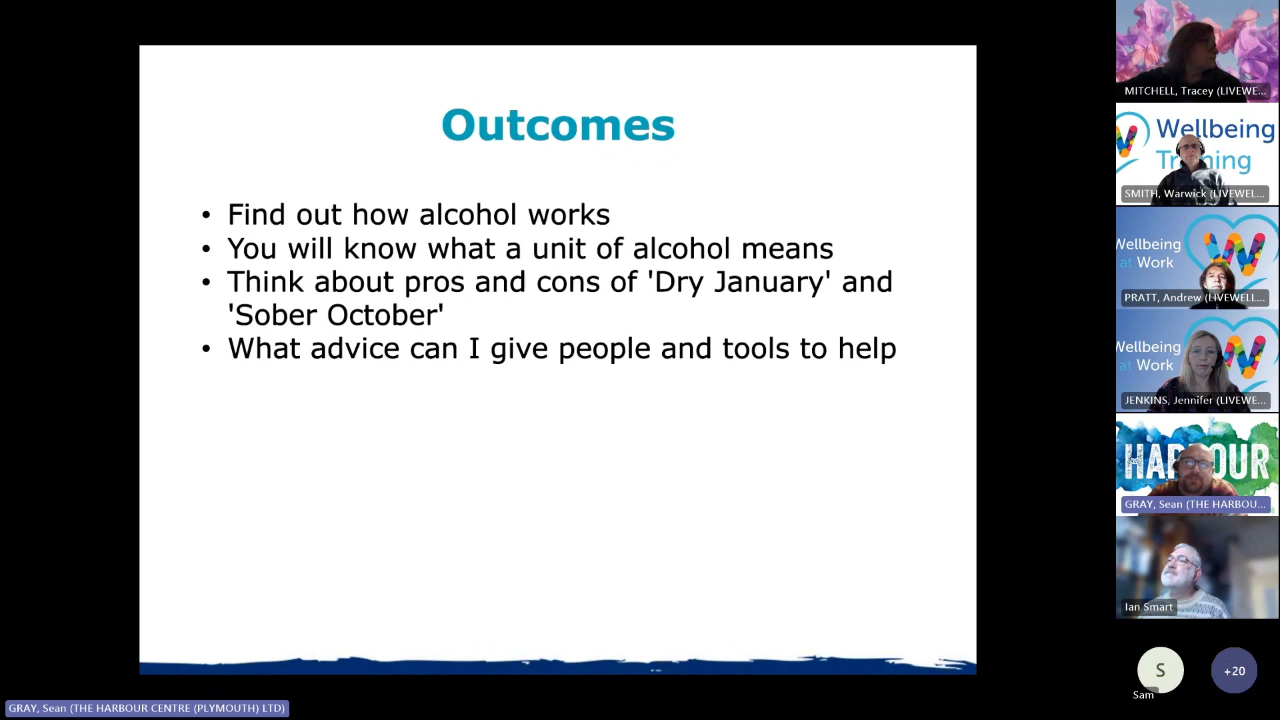 Outcomes
• Find out how alcohol works
• You will know what a unit of alcohol means
• Think about pros and cons of 'Dry January' and
'Sober October'
• What advice can I give people and tools to help
MITCHELL, Tracey (LIVEWE...
Wellbeing
Training
SMITH, Warwick (LIVEWEL...
Wellbeing
at Work
PRATT, Andrew (LIVEWELL...
Wellbeing
at Work
JENKINS, Jennifer (LIVEWE...
HARBOUR
GRAY, Sean (THE HARBOU...
Ian Smart
S
Sam
+20
GRAY, Sean (THE HARBOUR CENTRE (PLYMOUTH) LTD)